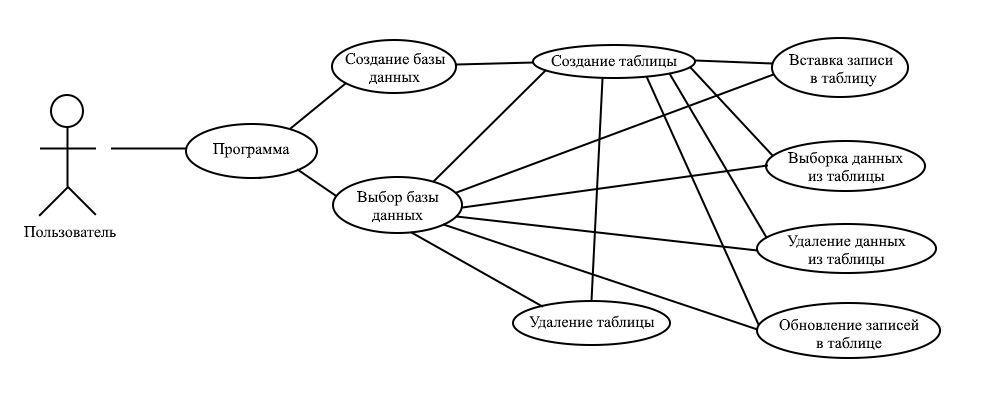 Создание базы
данных
Создание таблицы
Вставка записи
в таблицу
Программа
Выборка данных
из таблицы
Выбор базы
данных
Пользователь
Удаление данных
из таблицы
Удаление таблицы
Обновление записей
в таблице